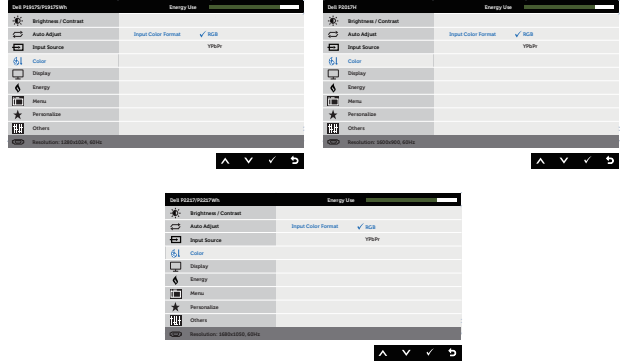 Dell P1917S/P1917SWh Energy Use
Brightness / Contrast
Auto Adjust Input Color Format ✓ RGB
Input Source YPbPr
Color
Display
Energy
Menu
Personalize
Others
Resolution: 1280x1024, 60Hz
Dell P2017H Energy Use
Brightness / Contrast
Auto Adjust Input Color Format ✓ RGB
Input Source YPbPr
Color
Display
Energy
Menu
Personalize
Others
Resolution: 1600x900, 60Hz
Dell P2217/P2217Wh Energy Use
Brightness / Contrast
Auto Adjust Input Color Format ✓ RGB
Input Source YPbPr
Color
Display
Energy
Menu
Personalize
Others
Resolution: 1680x1050, 60Hz